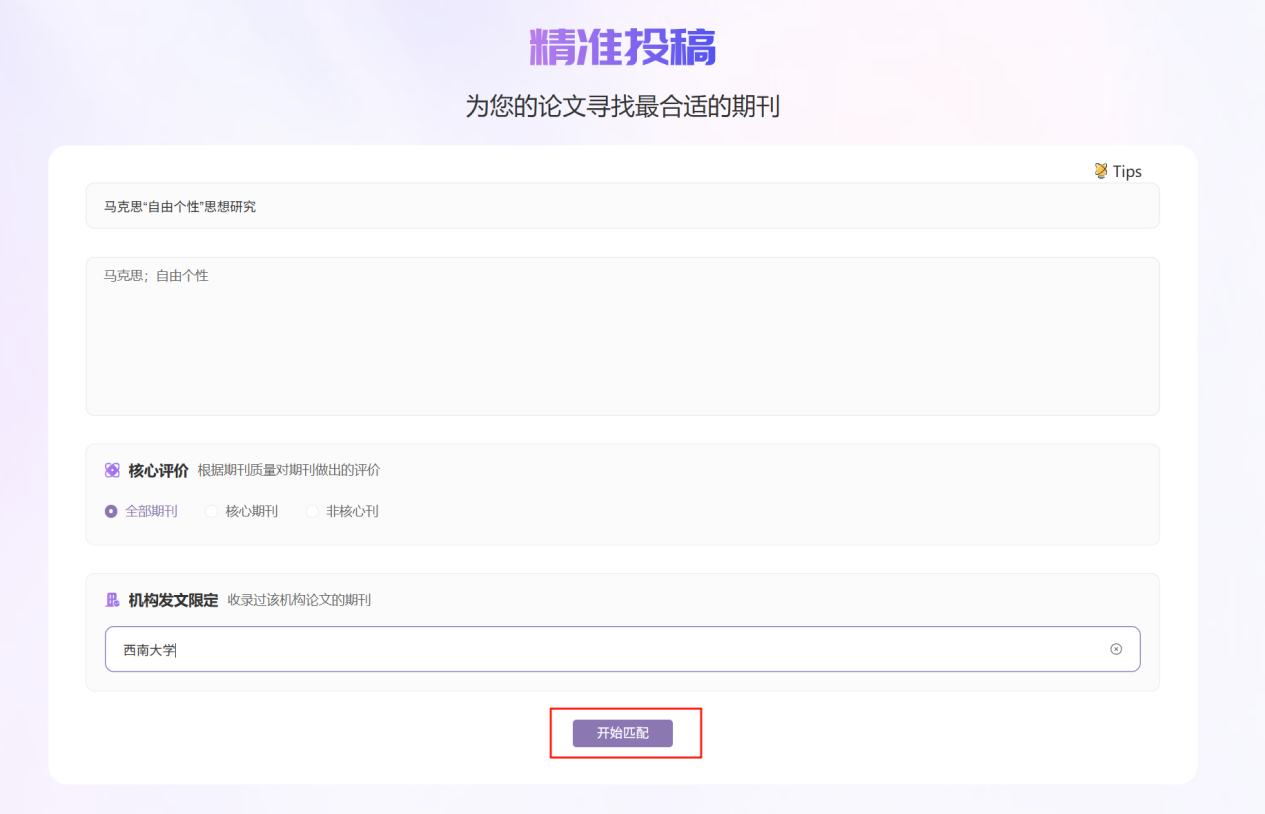 精准投稿
为您的论文寻找最合适的期刊
Tips
马克思“自由个性”思想研究
马克思；自由个性
核心评价 根据期刊质量对期刊做出的评价
全部期刊 核心期刊 非核心刊
机构发文限定 收录过该机构论文的期刊
西南大学
开始匹配